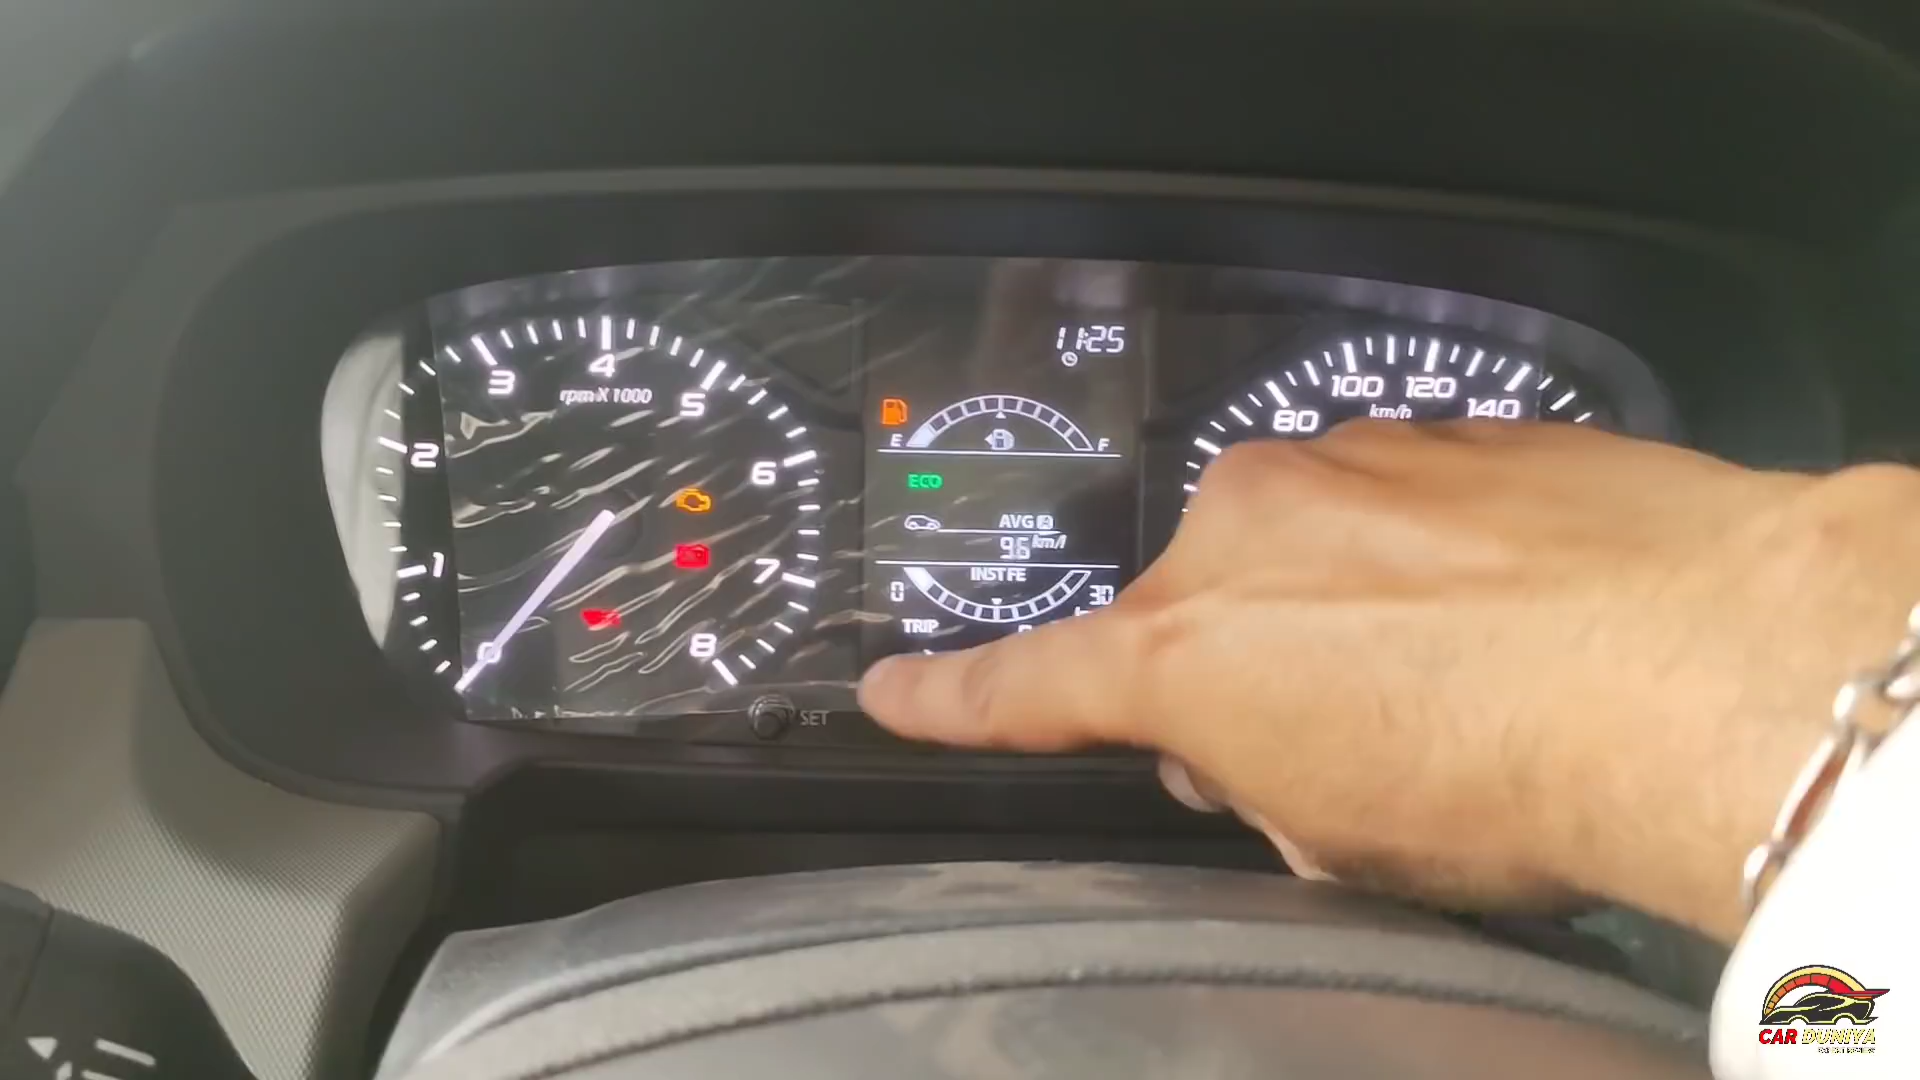 11:25
4
3
5
rpm X 1000
2
6
1
7
0
8
E
F
ECO
AVG A
9.6 km/l
INST FE
0
30
TRIP
SET
80
100
120
140
km/h
CAR DUNIYA